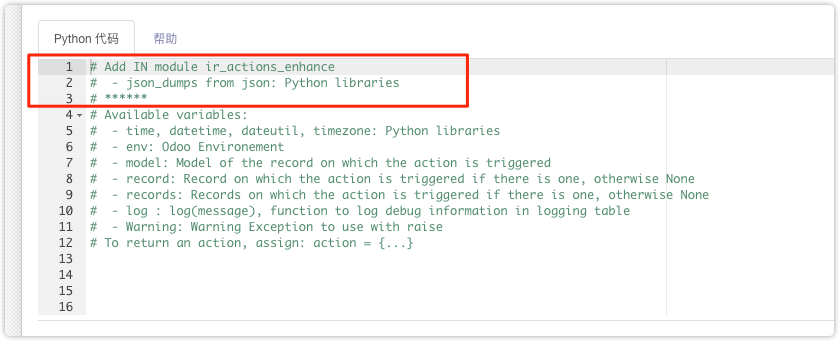 Python 代码 帮助
1 # Add IN module ir_actions_enhance
2 #  - json_dumps from json: Python libraries
3 # ******
4 # Available variables:
5 #  - time, datetime, dateutil, timezone: Python libraries
6 #  - env: Odoo Environement
7 #  - model: Model of the record on which the action is triggered
8 #  - record: Record on which the action is triggered if there is one, otherwise None
9 #  - records: Records on which the action is triggered if there is one, otherwise None
10 #  - log : log(message), function to log debug information in logging table
11 #  - Warning: Warning Exception to use with raise
12 # To return an action, assign: action = {...}
13
14
15
16